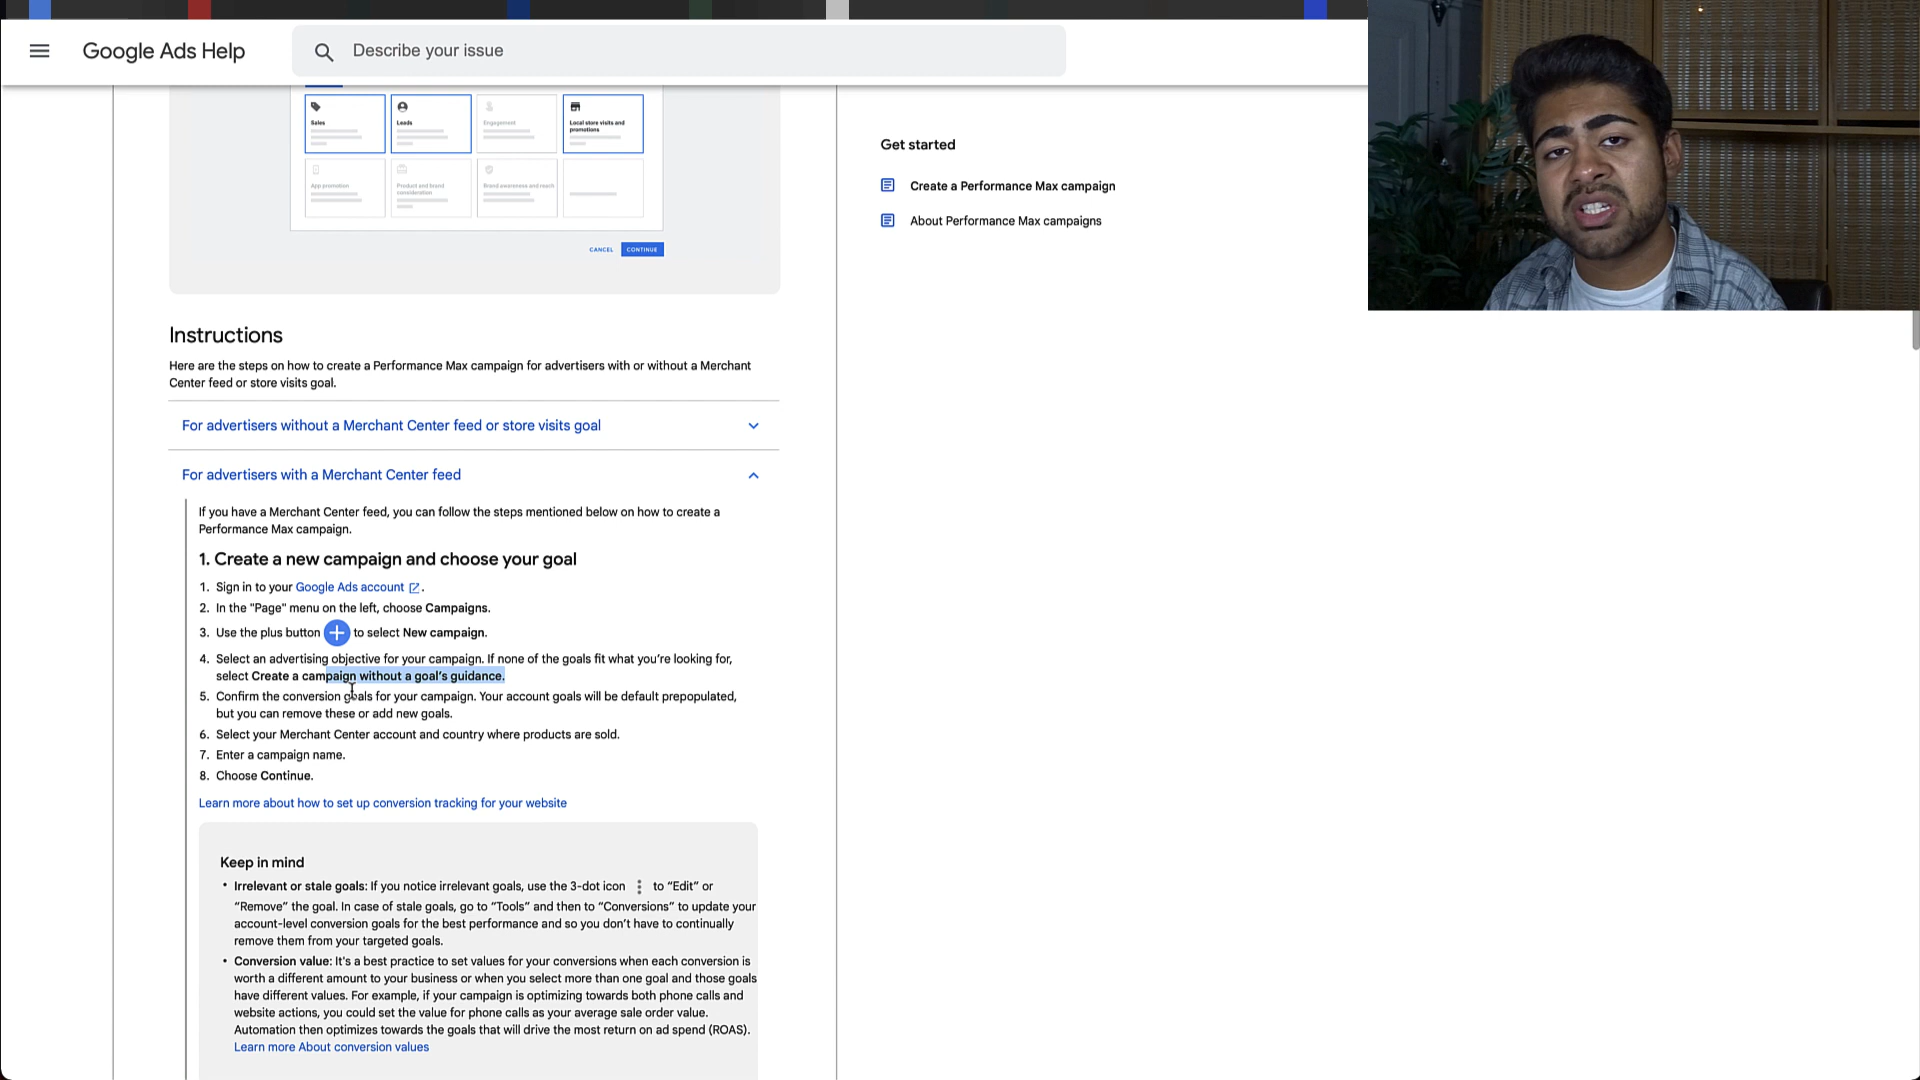 Google Ads Help
Describe your issue
Sales
Leads
Engagement
Local store visits and
promotions
App promotion
Product and brand
consideration
Brand awareness and reach
CANCEL
CONTINUE
Get started
Create a Performance Max campaign
About Performance Max campaigns
Instructions
Here are the steps on how to create a Performance Max campaign for advertisers with or without a Merchant
Center feed or store visits goal.
For advertisers without a Merchant Center feed or store visits goal
For advertisers with a Merchant Center feed
If you have a Merchant Center feed, you can follow the steps mentioned below on how to create a
Performance Max campaign.
1. Create a new campaign and choose your goal
1. Sign in to your Google Ads account .
2. In the "Page" menu on the left, choose Campaigns.
3. Use the plus button to select New campaign.
4. Select an advertising objective for your campaign. If none of the goals fit what you’re looking for,
select Create a campaign without a goal’s guidance.
5. Confirm the conversion goals for your campaign. Your account goals will be default prepopulated,
but you can remove these or add new goals.
6. Select your Merchant Center account and country where products are sold.
7. Enter a campaign name.
8. Choose Continue.
Learn more about how to set up conversion tracking for your website
Keep in mind
• Irrelevant or stale goals: If you notice irrelevant goals, use the 3-dot icon to “Edit” or
“Remove” the goal. In case of stale goals, go to “Tools” and then to “Conversions” to update your
account-level conversion goals for the best performance and so you don’t have to continually
remove them from your targeted goals.
• Conversion value: It's a best practice to set values for your conversions when each conversion is
worth a different amount to your business or when you select more than one goal and those goals
have different values. For example, if your campaign is optimizing towards both phone calls and
website actions, you could set the value for phone calls as your average sale order value.
Automation then optimizes towards the goals that will drive the most return on ad spend (ROAS).
Learn more About conversion values